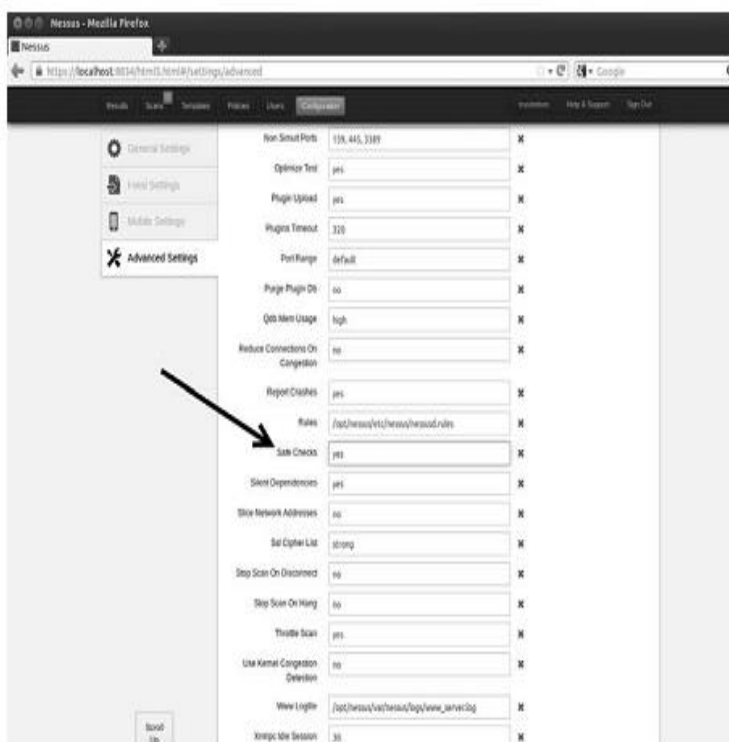 Nessus - Mozilla Firefox
Nessus
https://localhost:8834/html5.html#/settings/advanced
Google
Results Scans Templates Policies Users Configuration
Help & Support Sign Out
General Settings
Feed Settings
Mobile Settings
Advanced Settings
Non Simult Ports 139, 445, 3389
Optimize Test yes
Plugin Upload yes
Plugins Timeout 320
Port Range default
Purge Plugin Db no
Qdb Mem Usage high
Reduce Connections On
Congestion
no
Report Crashes yes
Rules /opt/nessus/etc/nessus/nessusd.rules
Safe Checks yes
Silent Dependencies yes
Slice Network Addresses no
Ssl Cipher List strong
Stop Scan On Disconnect no
Stop Scan On Hang no
Throttle Scan yes
Use Kernel Congestion
Detection
no
Www Logfile /opt/nessus/var/nessus/logs/www_server.log
Xmlrpc Idle Session 30
Scroll
Up